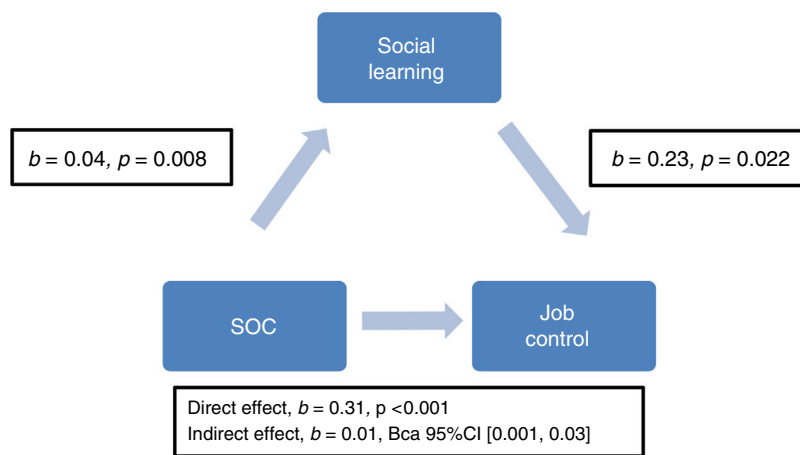 Social
learning
b = 0.04, p = 0.008
b = 0.23, p = 0.022
SOC
Job
control
Direct effect, b = 0.31, p <0.001
Indirect effect, b = 0.01, Bca 95%CI [0.001, 0.03]